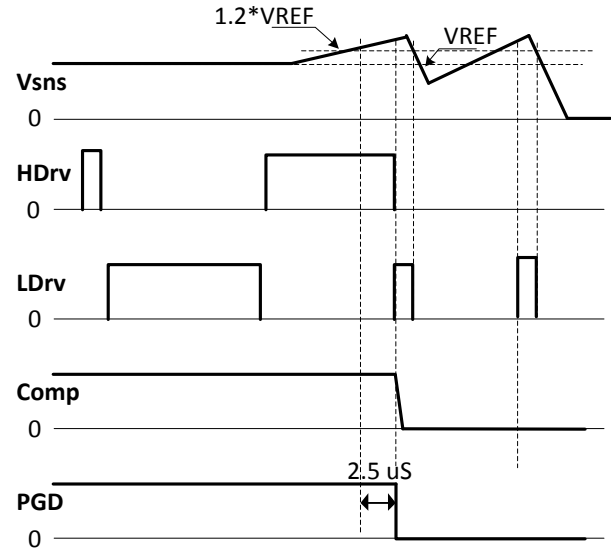 1.2*VREF
VREF
Vsns
0
HDrv
0
LDrv
0
Comp
0
2.5 uS
PGD
0